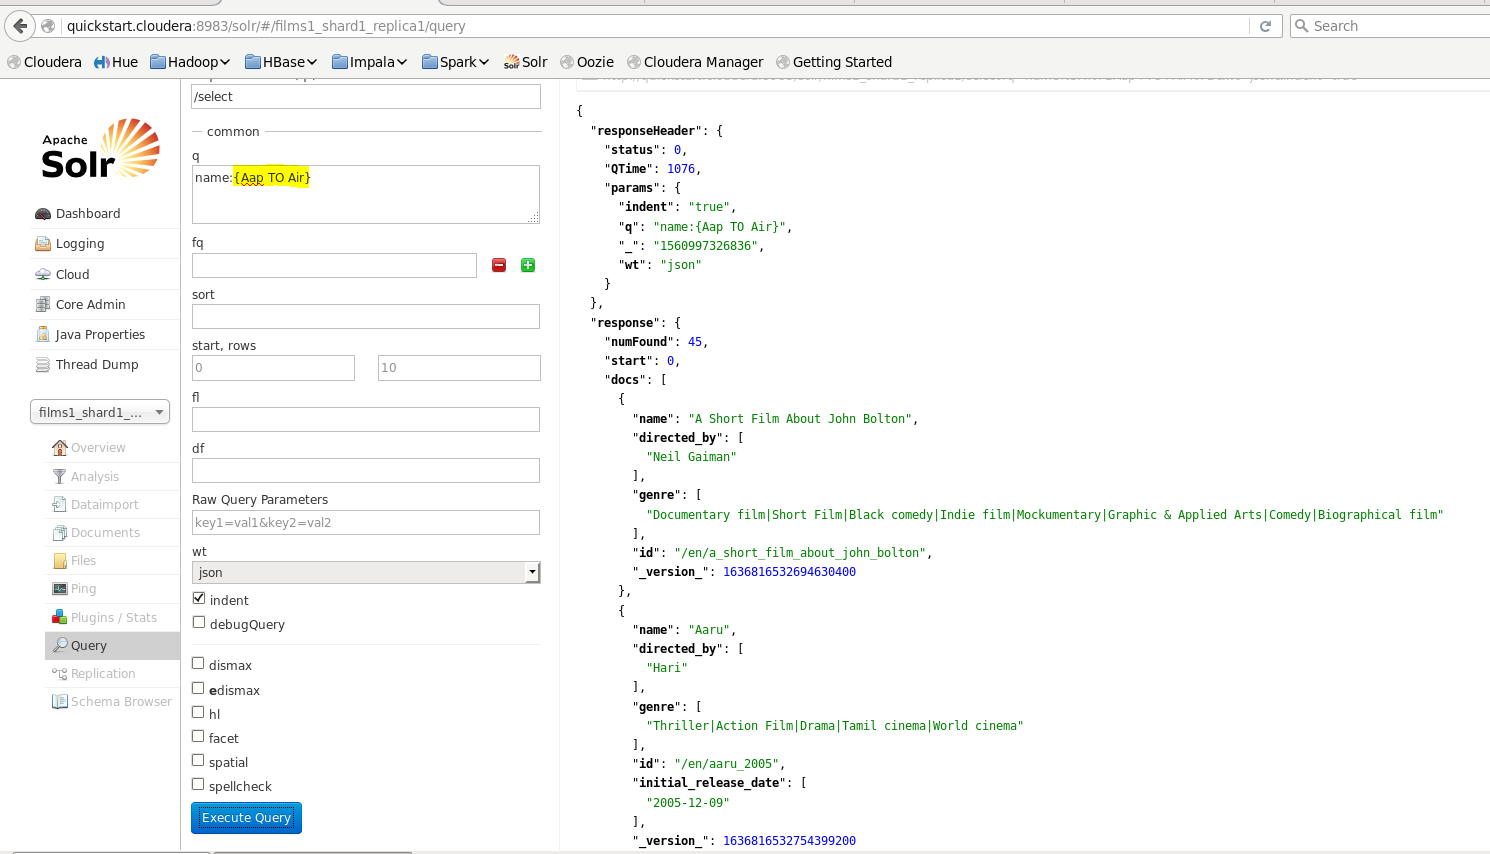 quickstart.cloudera:8983/solr/#/films1_shard1_replica1/query
Search
Cloudera Hue Hadoop HBase Impala Spark Solr Oozie Cloudera Manager Getting Started
Apache
Solr
Dashboard
Logging
Cloud
Core Admin
Java Properties
Thread Dump
films1_shard1_...
Overview
Analysis
Dataimport
Documents
Files
Ping
Plugins / Stats
Query
Replication
Schema Browser
/select
common
q
name:{Aap TO Air}
fq
sort
start, rows
0
10
fl
df
Raw Query Parameters
key1=val1&key2=val2
wt
json
indent
debugQuery
dismax
edismax
hl
facet
spatial
spellcheck
Execute Query
{
"responseHeader": {
"status": 0,
"QTime": 1076,
"params": {
"indent": "true",
"q": "name:{Aap TO Air}",
"_": "1560997326836",
"wt": "json"
}
},
"response": {
"numFound": 45,
"start": 0,
"docs": [
{
"name": "A Short Film About John Bolton",
"directed_by": [
"Neil Gaiman"
],
"genre": [
"Documentary film|Short Film|Black comedy|Indie film|Mockumentary|Graphic & Applied Arts|Comedy|Biographical film"
],
"id": "/en/a_short_film_about_john_bolton",
"_version_": 1636816532694630400
},
{
"name": "Aaru",
"directed_by": [
"Hari"
],
"genre": [
"Thriller|Action Film|Drama|Tamil cinema|World cinema"
],
"id": "/en/aaru_2005",
"initial_release_date": [
"2005-12-09"
],
"_version_": 1636816532754399200